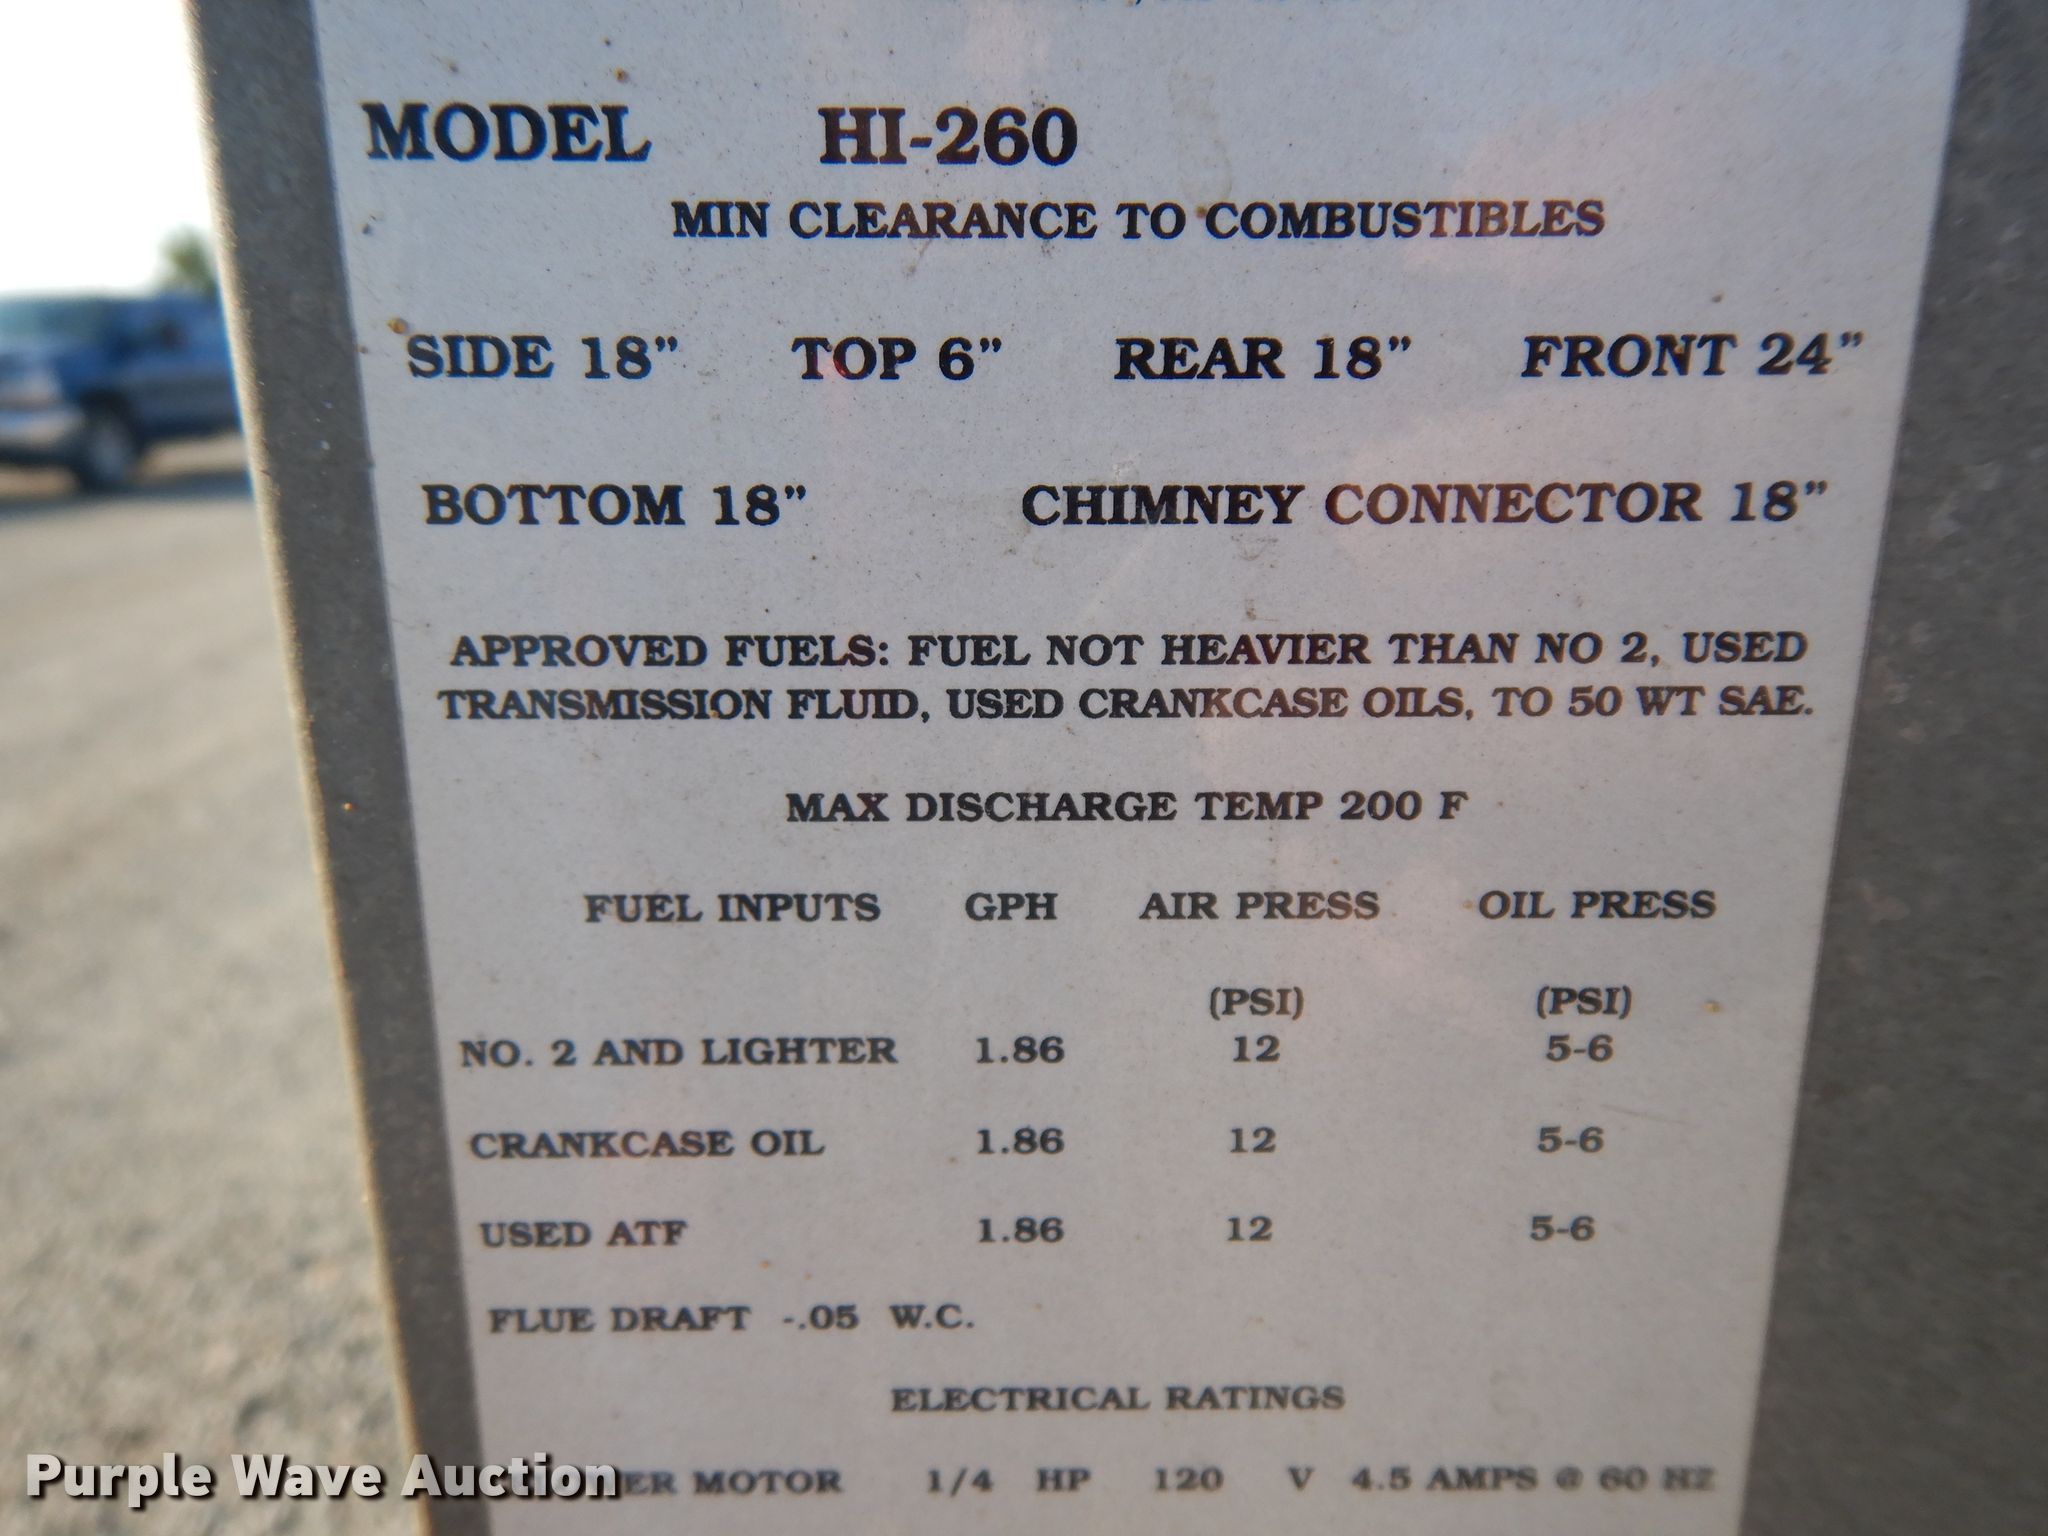 MODEL HI-260
MIN CLEARANCE TO COMBUSTIBLES
SIDE 18" TOP 6" REAR 18" FRONT 24"
BOTTOM 18" CHIMNEY CONNECTOR 18"
APPROVED FUELS: FUEL NOT HEAVIER THAN NO 2, USED
TRANSMISSION FLUID, USED CRANKCASE OILS, TO 50 WT SAE.
MAX DISCHARGE TEMP 200 F
FUEL INPUTS GPH AIR PRESS OIL PRESS
(PSI) (PSI)
NO. 2 AND LIGHTER 1.86 12 5-6
CRANKCASE OIL 1.86 12 5-6
USED ATF 1.86 12 5-6
FLUE DRAFT -.05 W.C.
ELECTRICAL RATINGS
MOTOR 1/4 HP 120 V 4.5 AMPS @ 60 HZ
Purple Wave Auction